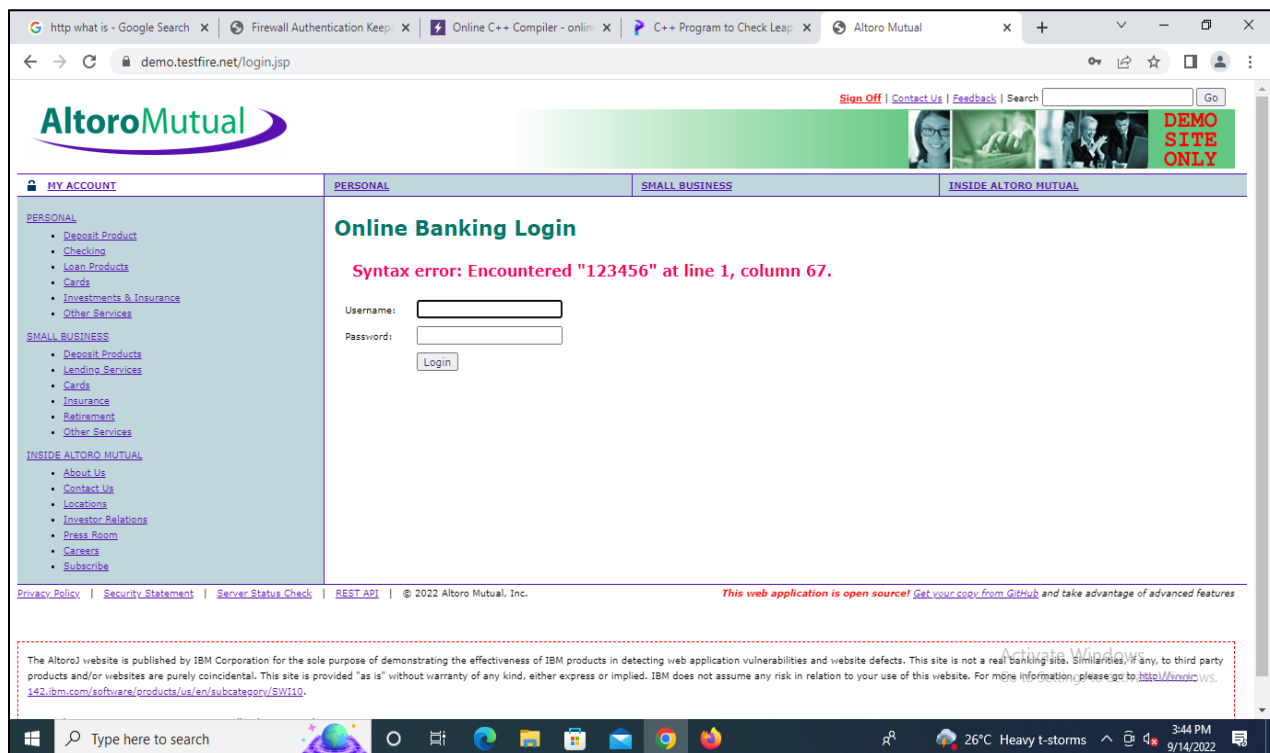 http what is - Google Search
Firewall Authentication Keep
Online C++ Compiler - onlin
C++ Program to Check Leap
Altoro Mutual
demo.testfire.net/login.jsp
Sign Off | Contact Us | Feedback | Search Go
AltoroMutual
DEMO
SITE
ONLY
MY ACCOUNT PERSONAL SMALL BUSINESS INSIDE ALTORO MUTUAL
PERSONAL
Deposit Product
Checking
Loan Products
Cards
Investments & Insurance
Other Services
SMALL BUSINESS
Deposit Products
Lending Services
Cards
Insurance
Retirement
Other Services
INSIDE ALTORO MUTUAL
About Us
Contact Us
Locations
Investor Relations
Press Room
Careers
Subscribe
Online Banking Login
Syntax error: Encountered "123456" at line 1, column 67.
Username:
Password:
Login
Privacy Policy | Security Statement | Server Status Check | REST API | © 2022 Altoro Mutual, Inc.
This web application is open source! Get your copy from GitHub and take advantage of advanced features
The AltoroJ website is published by IBM Corporation for the sole purpose of demonstrating the effectiveness of IBM products in detecting web application vulnerabilities and website defects. This site is not a real banking site. Similarities, if any, to third party
products and/or websites are purely coincidental. This site is provided "as is" without warranty of any kind, either express or implied. IBM does not assume any risk in relation to your use of this website. For more information, please go to http://www-
142.ibm.com/software/products/us/en/subcategory/SWI10.
Activate Windows
Go to Settings to activate Windows.
Type here to search
26°C Heavy t-storms
3:44 PM
9/14/2022